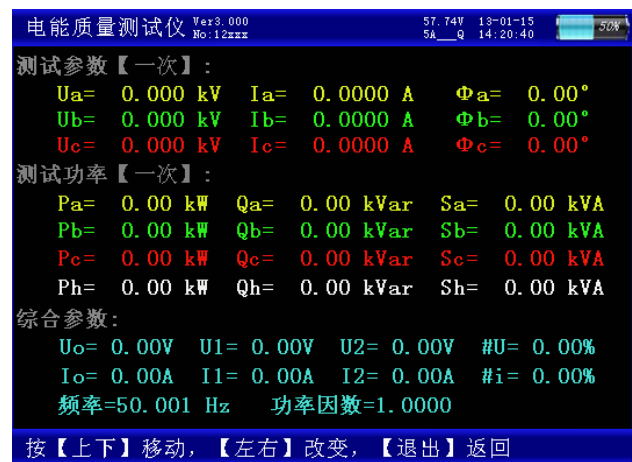 电能质量测试仪 Ver3.000 57.74V 13-01-15 50%
No:12xxx 5A__Q 14:20:40
测试参数【一次】:
Ua= 0.000 kV Ia= 0.0000 A Φa= 0.00°
Ub= 0.000 kV Ib= 0.0000 A Φb= 0.00°
Uc= 0.000 kV Ic= 0.0000 A Φc= 0.00°
测试功率【一次】:
Pa= 0.00 kW Qa= 0.00 kVar Sa= 0.00 kVA
Pb= 0.00 kW Qb= 0.00 kVar Sb= 0.00 kVA
Pc= 0.00 kW Qc= 0.00 kVar Sc= 0.00 kVA
Ph= 0.00 kW Qh= 0.00 kVar Sh= 0.00 kVA
综合参数:
Uo= 0.00V U1= 0.00V U2= 0.00V #U= 0.00%
Io= 0.00A I1= 0.00A I2= 0.00A #i= 0.00%
频率=50.001 Hz 功率因数=1.0000
按【上下】移动，【左右】改变，【退出】返回